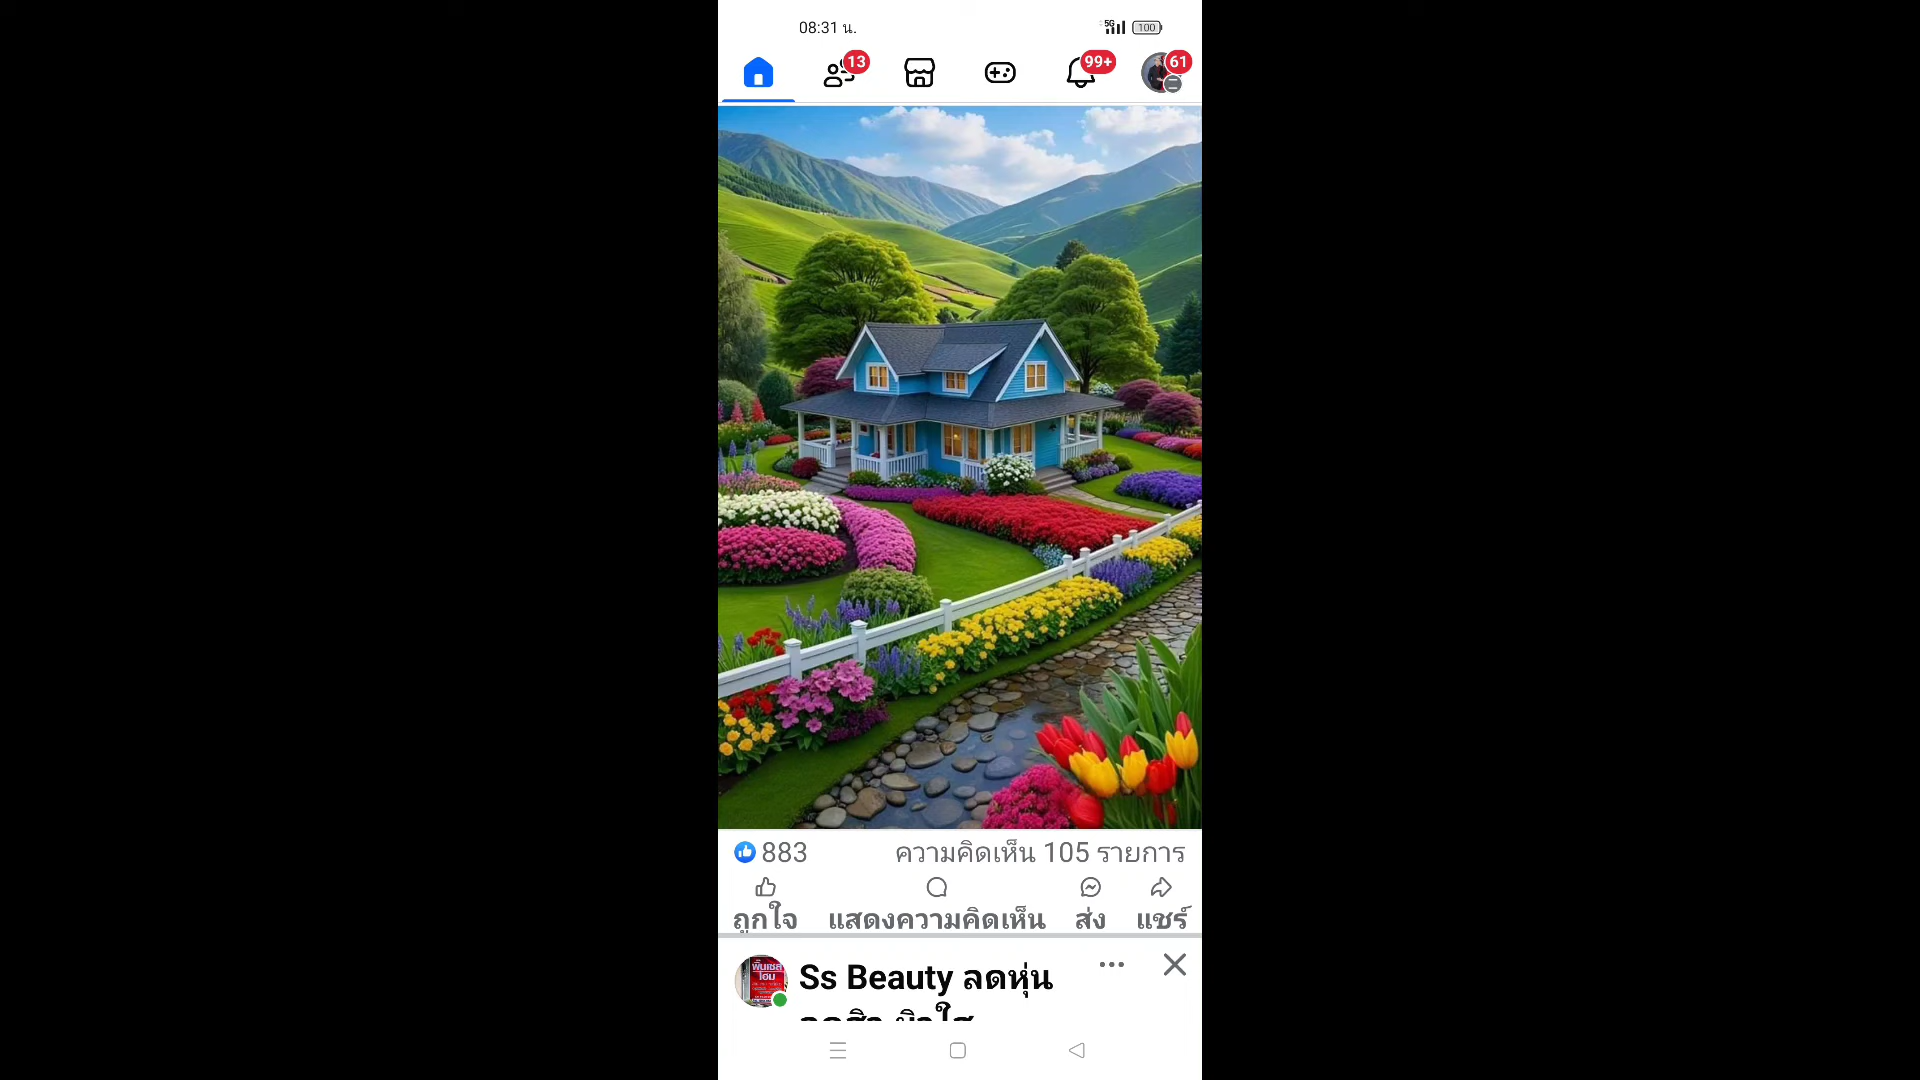 08:31 น.
5G
100
13
99+
61
883
ความคิดเห็น 105 รายการ
ถูกใจ
แสดงความคิดเห็น
ส่ง
แชร์
Ss Beauty ลดหุ่น